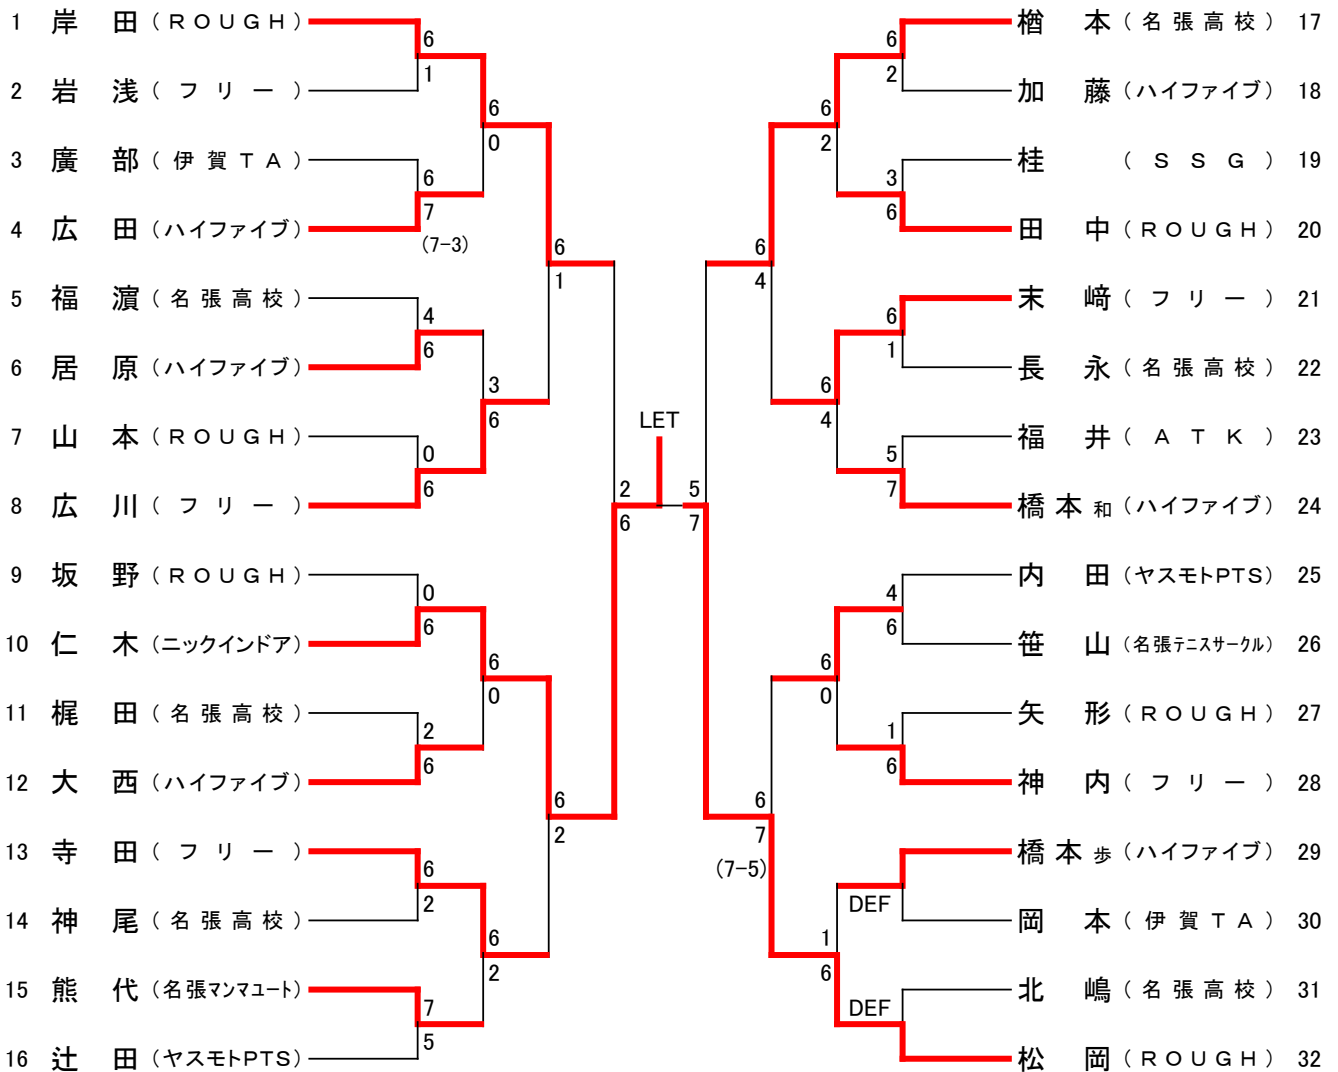 1 岸 田 (ROUGH)
6
1
2 岩 浅 (フリー)
6
0
3 廣 部 (伊賀TA)
6
7
(7-3)
4 広 田 (ハイファイブ)
6
1
5 福 濵 (名張高校)
4
6
6 居 原 (ハイファイブ)
3
6
7 山 本 (ROUGH)
0
6
8 広 川 (フリー)
2
6
9 坂 野 (ROUGH)
0
6
10 仁 木 (ニックインドア)
6
0
11 梶 田 (名張高校)
2
6
12 大 西 (ハイファイブ)
6
2
13 寺 田 (フリー)
6
2
14 神 尾 (名張高校)
6
2
15 熊 代 (名張マンマユート)
7
5
16 辻 田 (ヤスモトPTS)
LET
楢 本 (名張高校) 17
6
2
加 藤 (ハイファイブ) 18
6
2
桂 (SSG) 19
3
6
田 中 (ROUGH) 20
6
4
末 﨑 (フリー) 21
6
1
長 永 (名張高校) 22
6
4
福 井 (ATK) 23
5
7
橋 本 和 (ハイファイブ) 24
5
7
内 田 (ヤスモトPTS) 25
4
6
笹 山 (名張テニスサークル) 26
6
0
矢 形 (ROUGH) 27
1
6
神 内 (フリー) 28
6
7
(7-5)
橋 本 歩 (ハイファイブ) 29
DEF
岡 本 (伊賀TA) 30
1
6
北 嶋 (名張高校) 31
DEF
松 岡 (ROUGH) 32